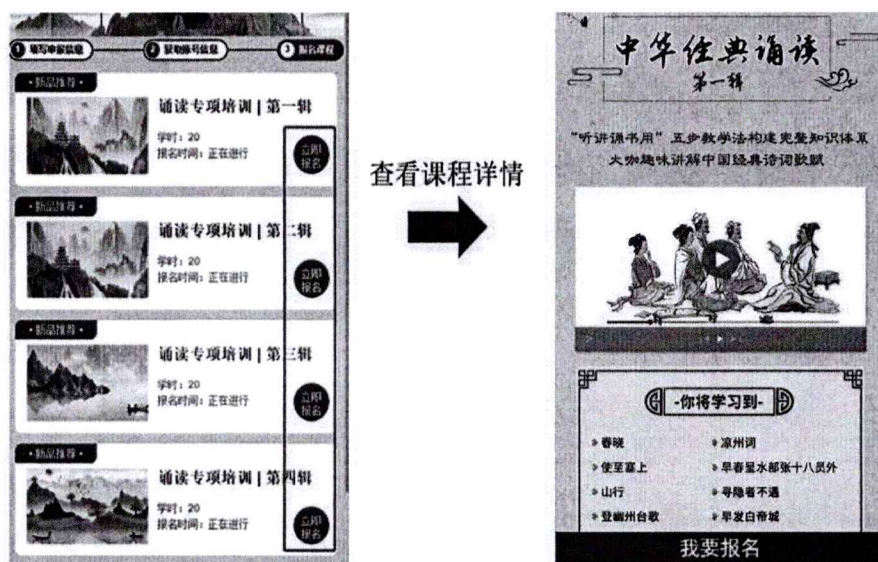 1 填写申报信息
2 获取账号信息
3 报名课程
·新品推荐·
诵读专项培训 | 第一辑
学时：20
报名时间：正在进行
立即
报名
·新品推荐·
诵读专项培训 | 第二辑
学时：20
报名时间：正在进行
立即
报名
·新品推荐·
诵读专项培训 | 第三辑
学时：20
报名时间：正在进行
立即
报名
·新品推荐·
诵读专项培训 | 第四辑
学时：20
报名时间：正在进行
立即
报名
查看课程详情
中华经典诵读
第一辑
“听讲诵书用”五步教学法构建完整知识体系
大咖趣味讲解中国经典诗词歌赋
-你将学习到-
春晓
凉州词
使至塞上
早春呈水部张十八员外
山行
寻隐者不遇
登幽州台歌
早发白帝城
我要报名